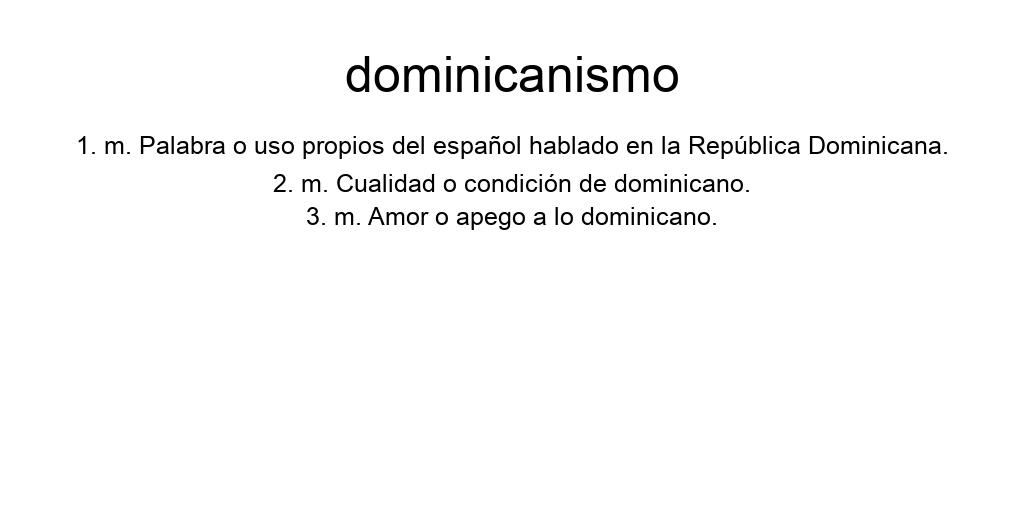 dominicanismo
1. m. Palabra o uso propios del español hablado en la República Dominicana.
2. m. Cualidad o condición de dominicano.
3. m. Amor o apego a lo dominicano.